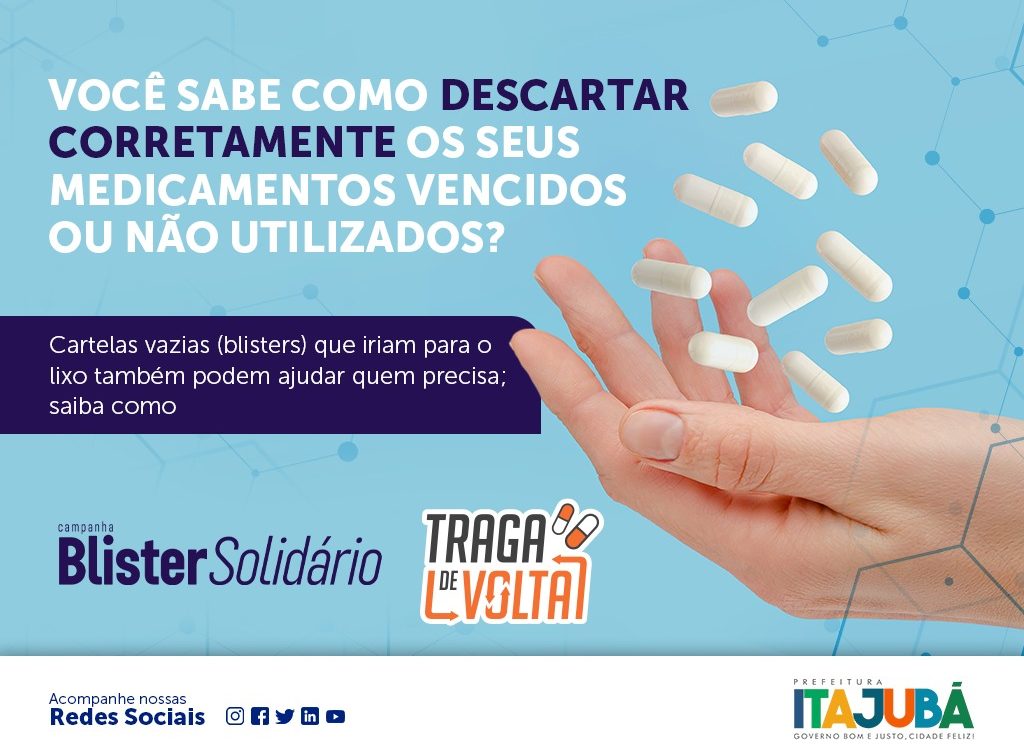 VOCÊ SABE COMO DESCARTAR
CORRETAMENTE OS SEUS
MEDICAMENTOS VENCIDOS
OU NÃO UTILIZADOS?
Cartelas vazias (blisters) que iriam para o
lixo também podem ajudar quem precisa;
saiba como
campanha
Blister Solidário
TRAGA
DE VOLTA
Acompanhe nossas
Redes Sociais
PREFEITURA
ITAJUBÁ
GOVERNO BOM E JUSTO, CIDADE FELIZ!